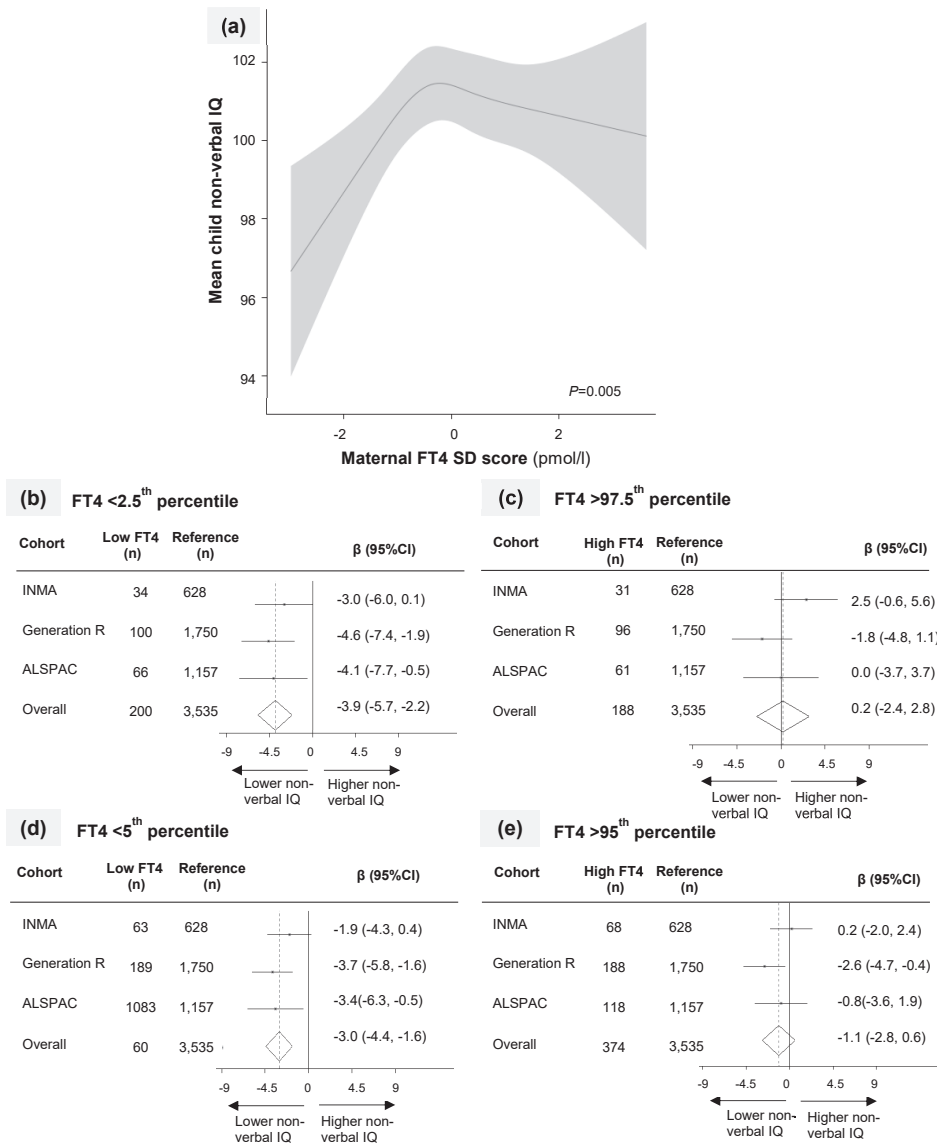 (a)
Mean child non-verbal IQ
102
100
98
96
94
P=0.005
-2 0 2
Maternal FT4 SD score (pmol/l)
(b) FT4 <2.5th percentile
Cohort Low FT4 (n) Reference (n) β (95%CI)
INMA 34 628 -3.0 (-6.0, 0.1)
Generation R 100 1,750 -4.6 (-7.4, -1.9)
ALSPAC 66 1,157 -4.1 (-7.7, -0.5)
Overall 200 3,535 -3.9 (-5.7, -2.2)
-9 -4.5 0 4.5 9
Lower non-verbal IQ Higher non-verbal IQ
(c) FT4 >97.5th percentile
Cohort High FT4 (n) Reference (n) β (95%CI)
INMA 31 628 2.5 (-0.6, 5.6)
Generation R 96 1,750 -1.8 (-4.8, 1.1)
ALSPAC 61 1,157 0.0 (-3.7, 3.7)
Overall 188 3,535 0.2 (-2.4, 2.8)
-9 -4.5 0 4.5 9
Lower non-verbal IQ Higher non-verbal IQ
(d) FT4 <5th percentile
Cohort Low FT4 (n) Reference (n) β (95%CI)
INMA 63 628 -1.9 (-4.3, 0.4)
Generation R 189 1,750 -3.7 (-5.8, -1.6)
ALSPAC 1083 1,157 -3.4(-6.3, -0.5)
Overall 60 3,535 -3.0 (-4.4, -1.6)
-9 -4.5 0 4.5 9
Lower non-verbal IQ Higher non-verbal IQ
(e) FT4 >95th percentile
Cohort High FT4 (n) Reference (n) β (95%CI)
INMA 68 628 0.2 (-2.0, 2.4)
Generation R 188 1,750 -2.6 (-4.7, -0.4)
ALSPAC 118 1,157 -0.8(-3.6, 1.9)
Overall 374 3,535 -1.1 (-2.8, 0.6)
-9 -4.5 0 4.5 9
Lower non-verbal IQ Higher non-verbal IQ